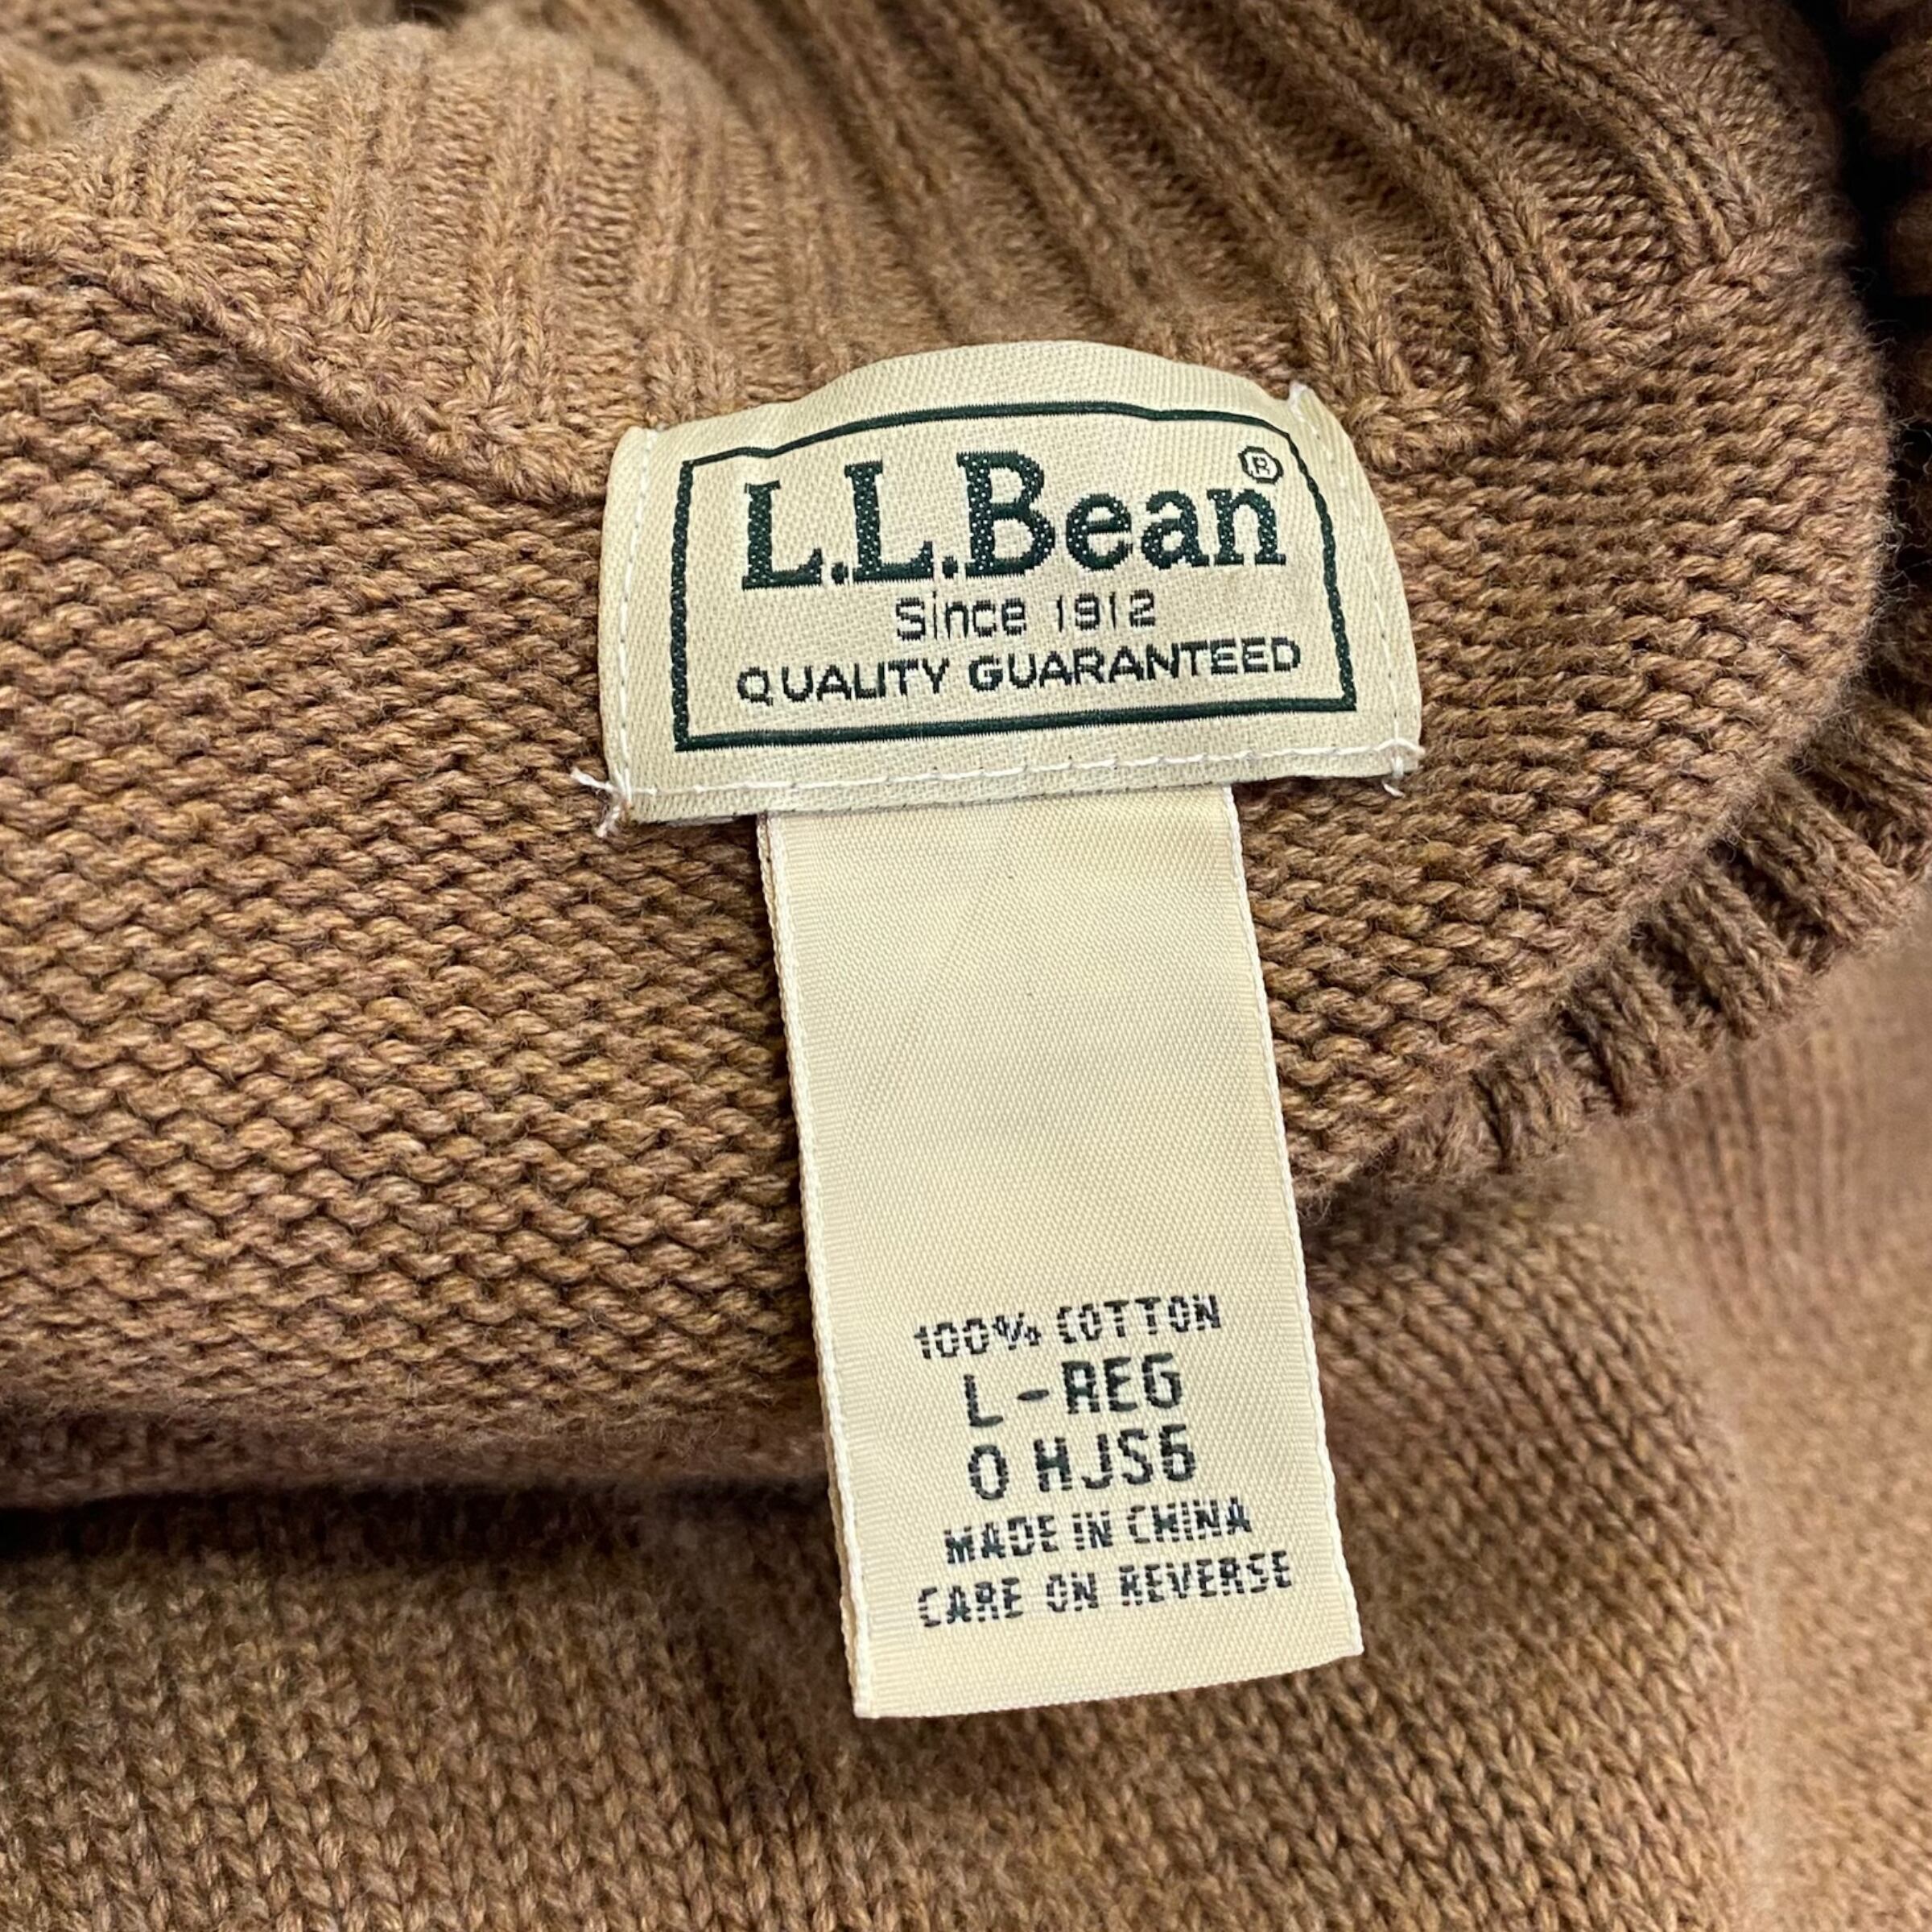 L.L.Bean®
Since 1912
QUALITY GUARANTEED
100% COTTON
L-REG
0 HJS6
MADE IN CHINA
CARE ON REVERSE